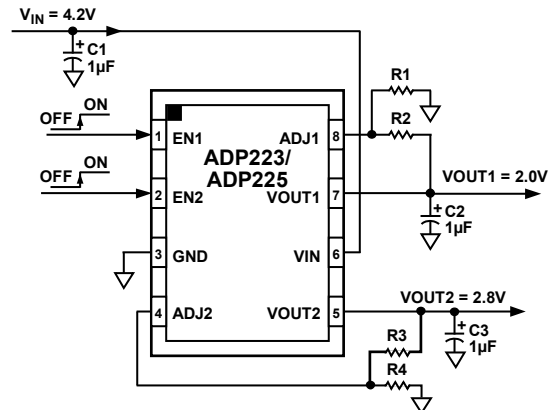 VIN = 4.2V
C1
1µF
OFF ON
OFF ON
ADP223/
ADP225
1 EN1
2 EN2
3 GND
4 ADJ2
ADJ1 8
VOUT1 7
VIN 6
VOUT2 5
R1
R2
VOUT1 = 2.0V
C2
1µF
VOUT2 = 2.8V
C3
1µF
R3
R4